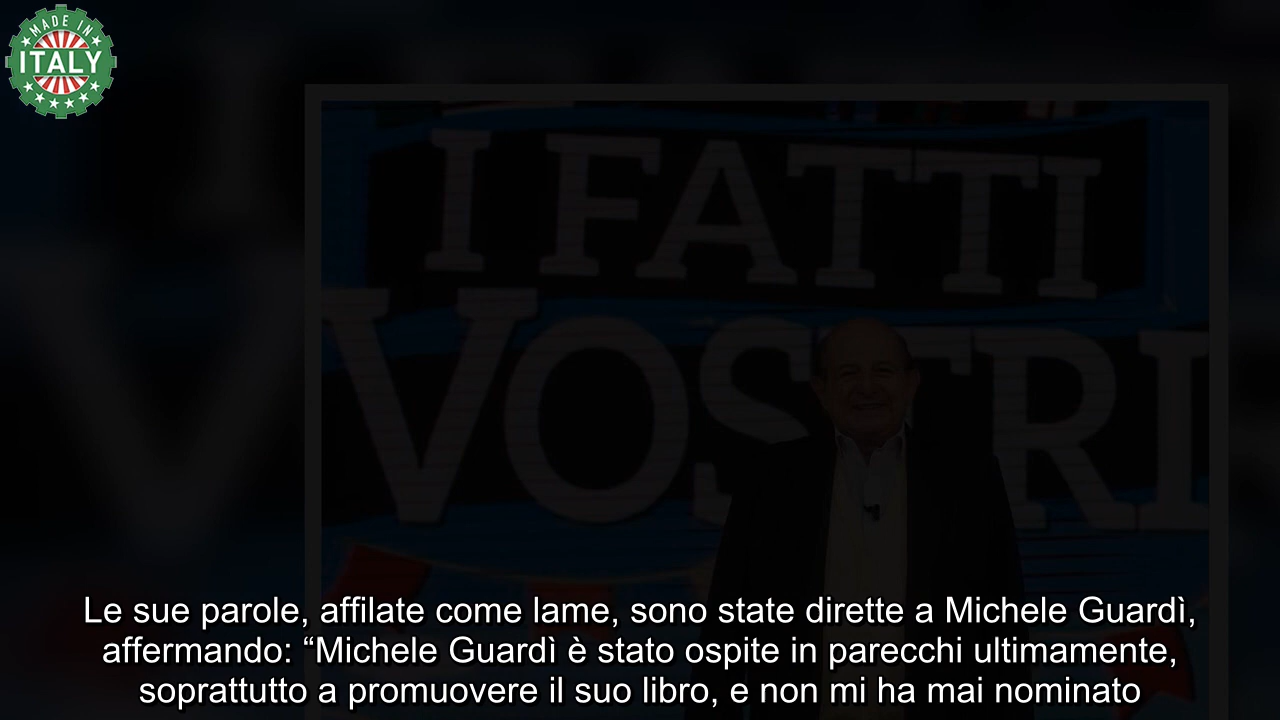 MADE IN
ITALY
I FATTI
VOSTRI
Le sue parole, affilate come lame, sono state dirette a Michele Guardì,
affermando: “Michele Guardì è stato ospite in parecchi ultimamente,
soprattutto a promuovere il suo libro, e non mi ha mai nominato